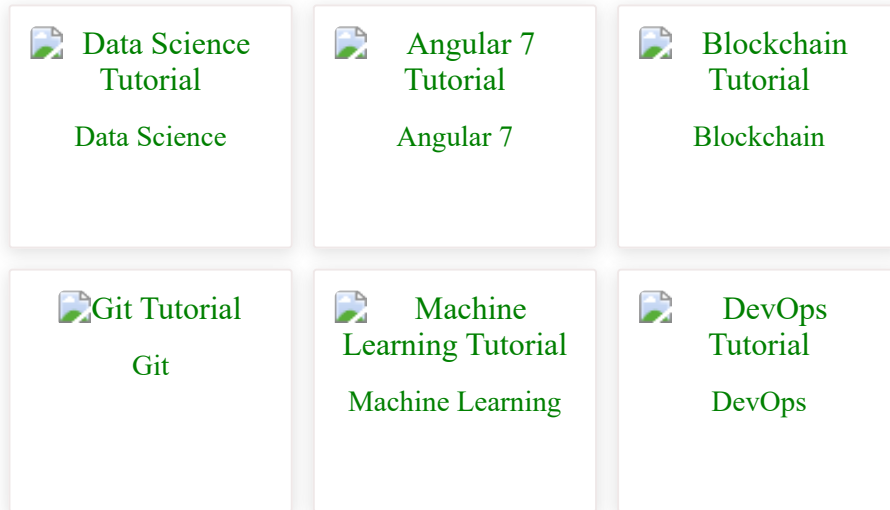 Data Science
Tutorial
Data Science
Angular 7
Tutorial
Angular 7
Blockchain
Tutorial
Blockchain
Git Tutorial
Git
Machine
Learning Tutorial
Machine Learning
DevOps
Tutorial
DevOps